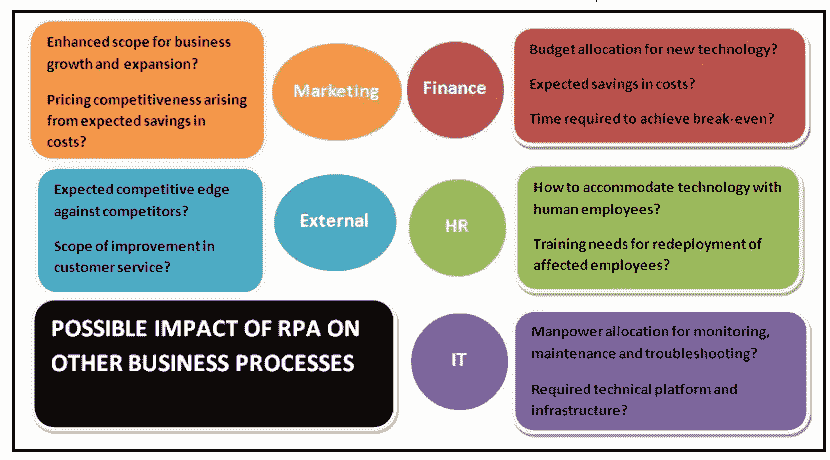 Enhanced scope for business
growth and expansion?
Pricing competitiveness arising
from expected savings in
costs?
Marketing
Finance
Budget allocation for new technology?
Expected savings in costs?
Time required to achieve break-even?
Expected competitive edge
against competitors?
Scope of improvement in
customer service?
External
HR
How to accommodate technology with
human employees?
Training needs for redeployment of
affected employees?
POSSIBLE IMPACT OF RPA ON
OTHER BUSINESS PROCESSES
IT
Manpower allocation for monitoring,
maintenance and troubleshooting?
Required technical platform and
infrastructure?